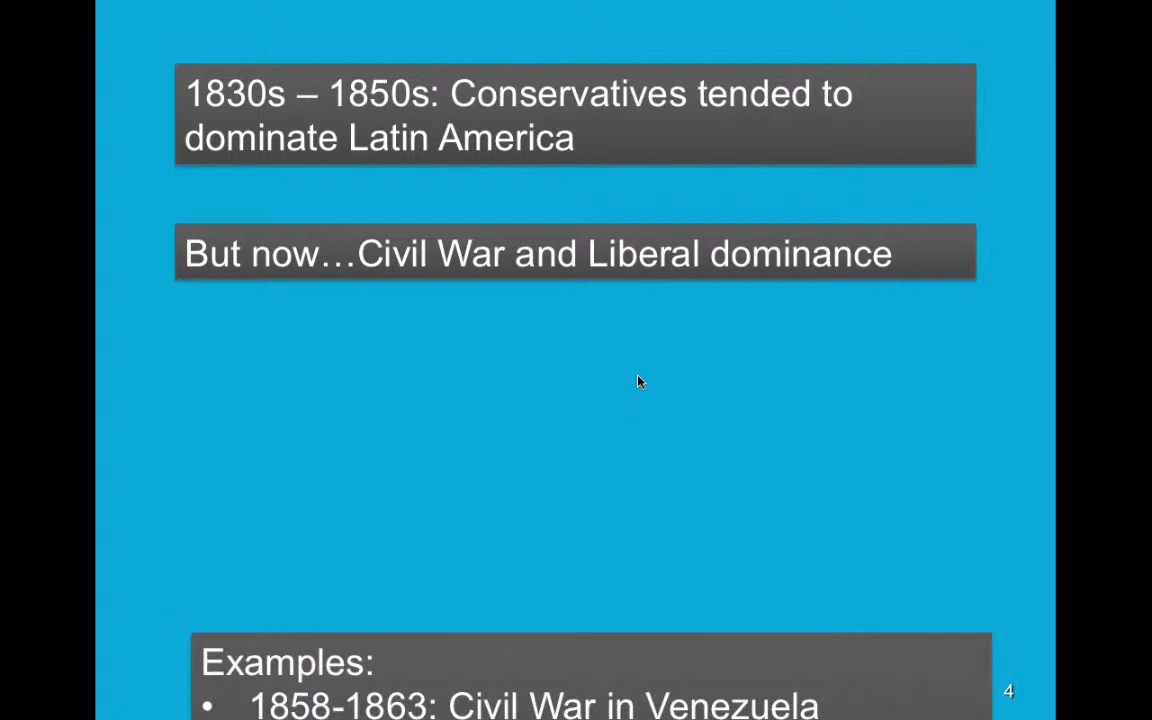 1830s – 1850s: Conservatives tended to
dominate Latin America
But now…Civil War and Liberal dominance
Examples:
• 1858-1863: Civil War in Venezuela
4